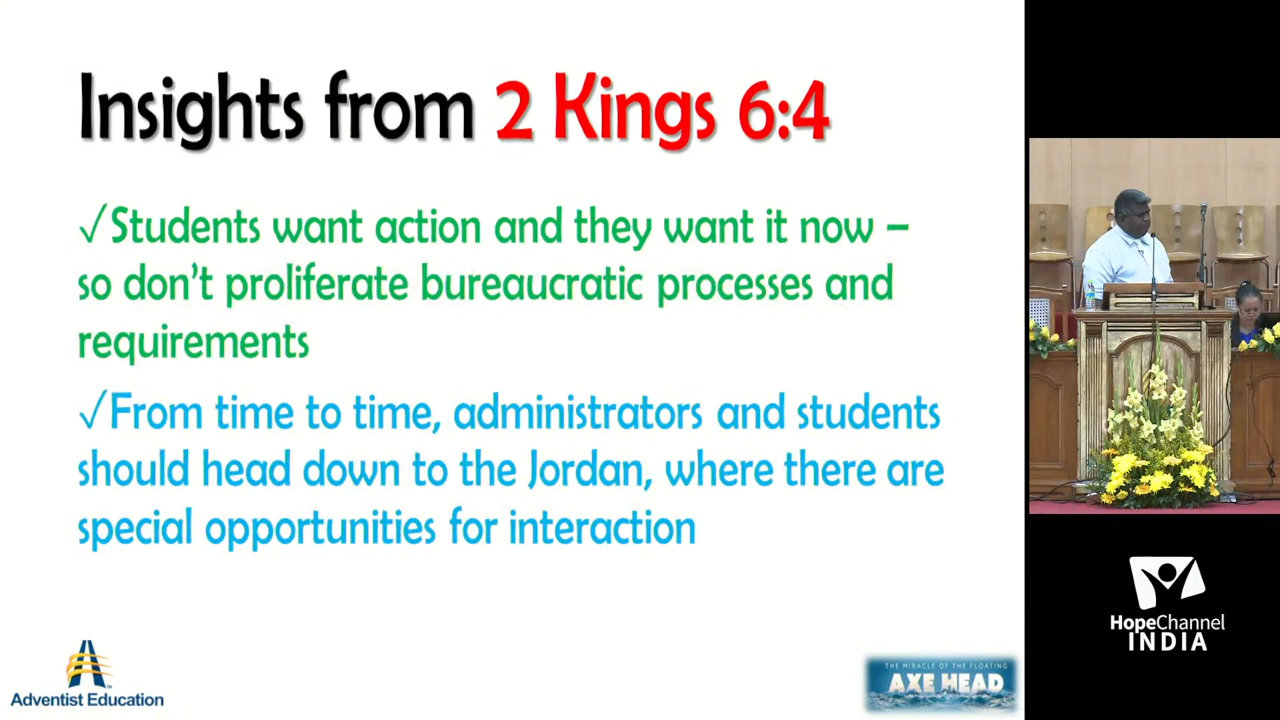 Insights from 2 Kings 6:4
✓Students want action and they want it now –
so don't proliferate bureaucratic processes and
requirements
✓From time to time, administrators and students
should head down to the Jordan, where there are
special opportunities for interaction
Adventist Education
THE MIRACLE OF THE FLOATING
AXE HEAD
HopeChannel
INDIA